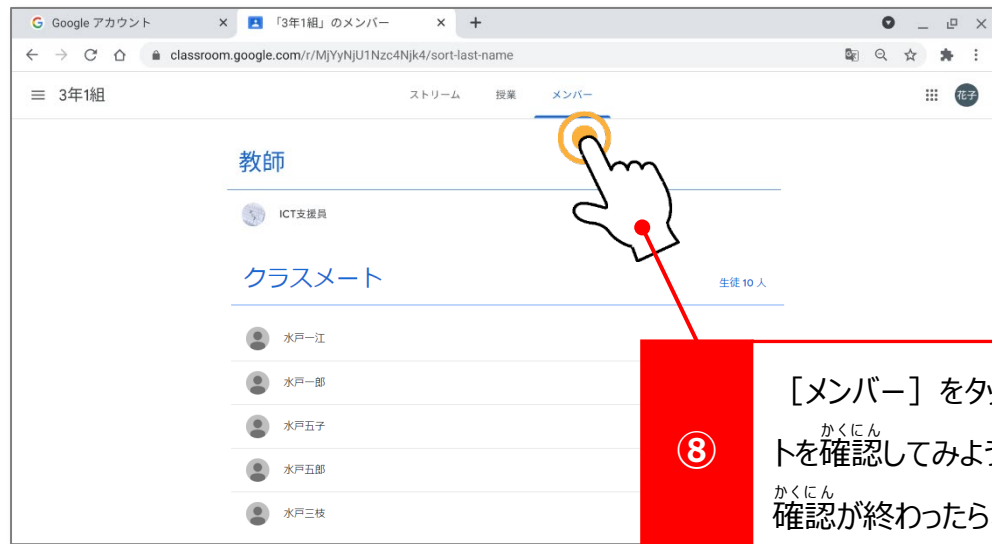 Google アカウント
「3年1組」のメンバー
classroom.google.com/r/MjYyNjU1Nzc4Njk4/sort-last-name
3年1組
ストリーム 授業 メンバー
花子
教師
ICT支援員
クラスメート
生徒 10 人
水戸一江
水戸一郎
水戸五子
水戸五郎
水戸三枝
⑧
［メンバー］をタッ
かくにん
トを確認してみよう
かくにん
確認が終わったら